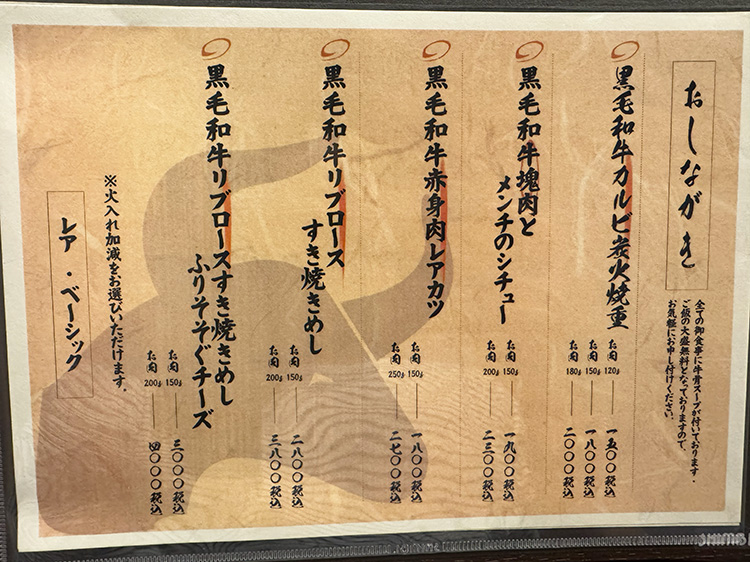 おしながき
全ての御食事に牛骨スープが付いております。
ご飯の大盛無料となっておりますので、
お気軽にお申し付けください。
黒毛和牛カルビ炭火焼重
お肉 120g 一五〇〇税込
お肉 150g 一八〇〇税込
お肉 180g 二〇〇〇税込
黒毛和牛塊肉と
メンチのシチュー
お肉 150g 一九〇〇税込
お肉 200g 二三〇〇税込
黒毛和牛赤身肉レアカツ
お肉 150g 一八〇〇税込
お肉 250g 二七〇〇税込
黒毛和牛リブロース
すき焼きめし
お肉 150g 二八〇〇税込
お肉 200g 三八〇〇税込
黒毛和牛リブロースすき焼きめし
ふりそそぐチーズ
お肉 150g 三〇〇〇税込
お肉 200g 四〇〇〇税込
※火入れ加減をお選びいただけます。
レア・ベーシック